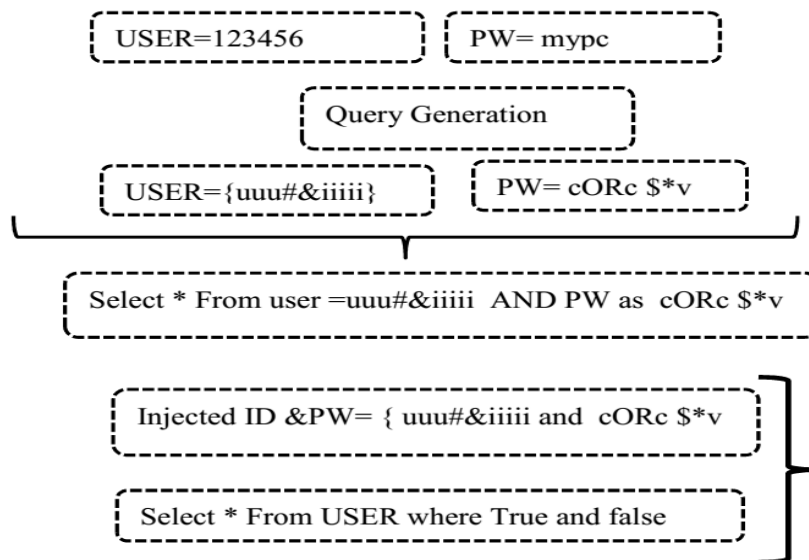 USER=123456
PW= mypc
Query Generation
USER={uuu#&iiiii}
PW= cORc $*v
Select * From user =uuu#&iiiii AND PW as cORc $*v
Injected ID &PW= { uuu#&iiiii and cORc $*v
Select * From USER where True and false